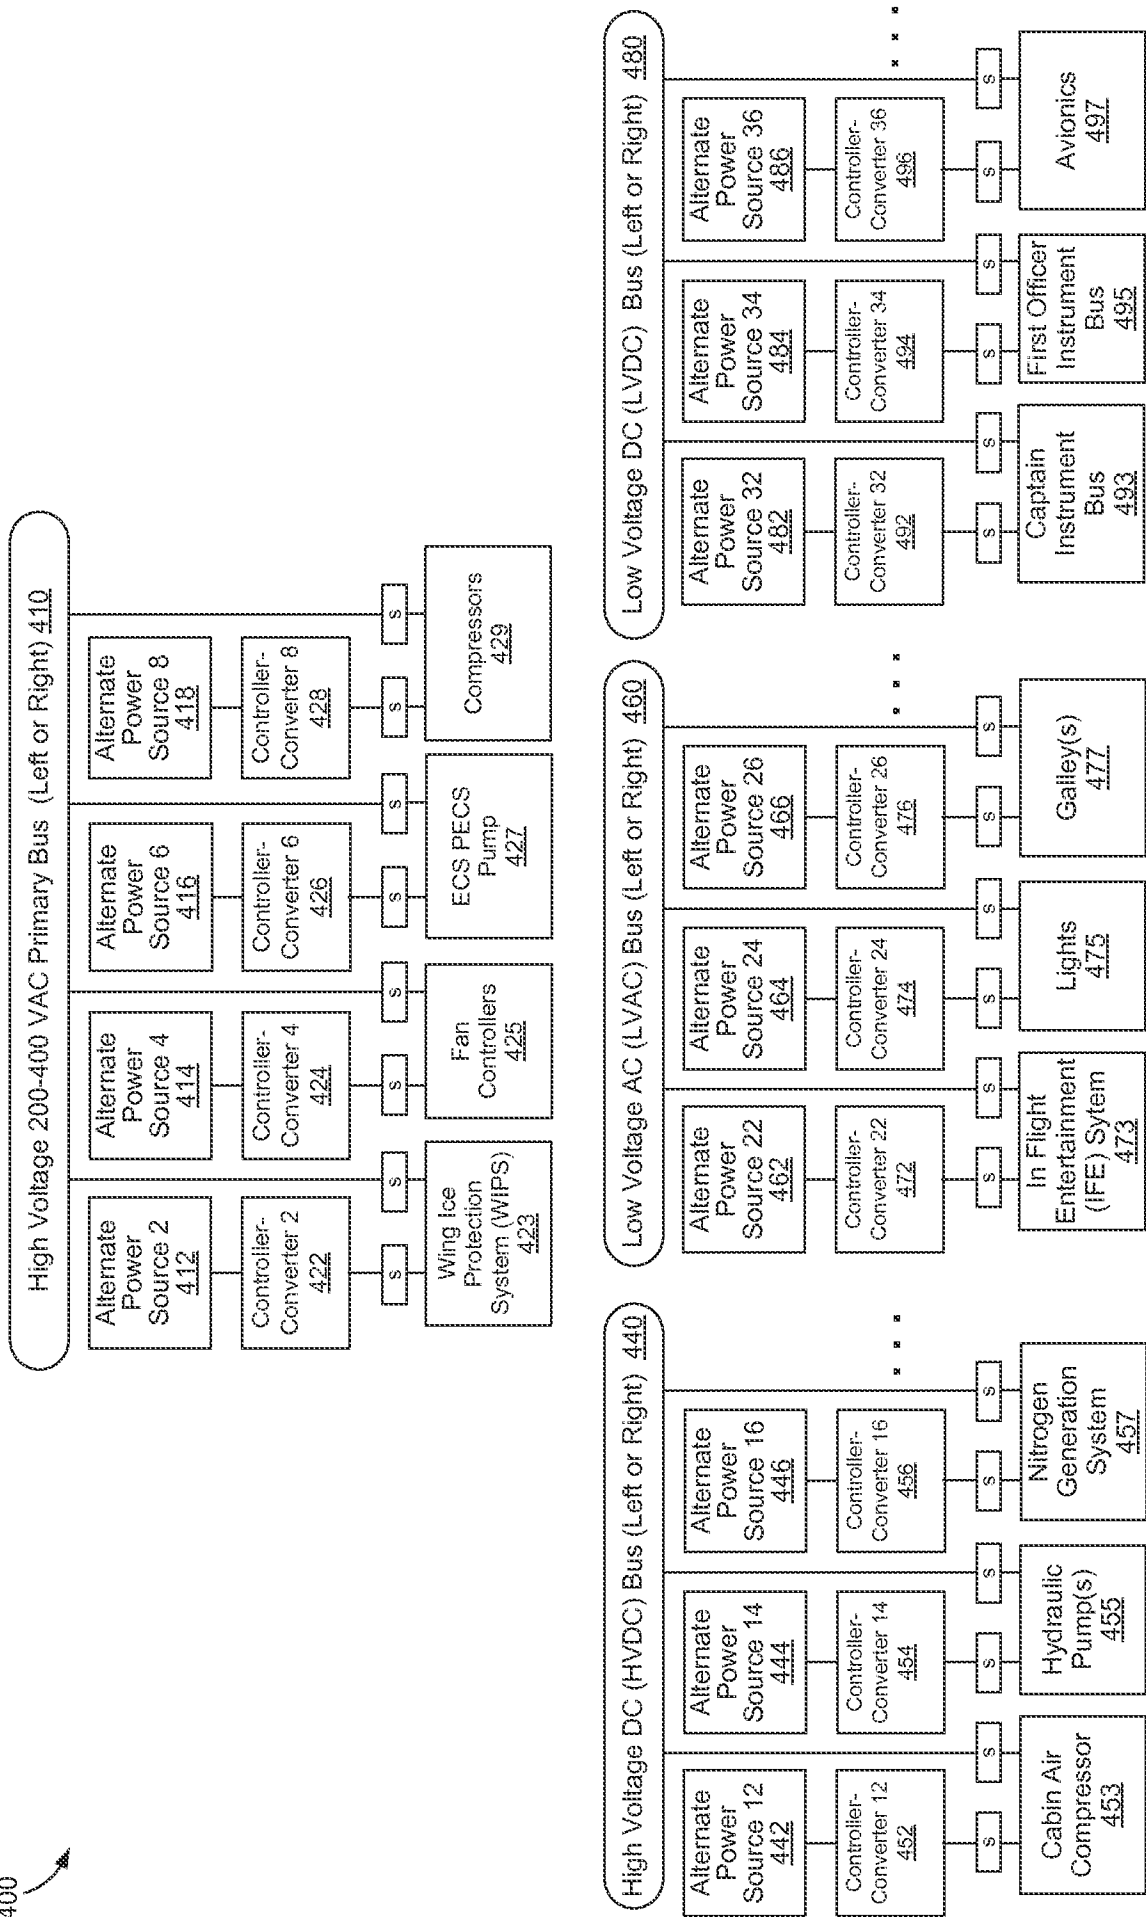 400
High Voltage 200-400 VAC Primary Bus (Left or Right) 410
Alternate
Power
Source 2
412
Controller-
Converter 2
422
s
s
Wing Ice
Protection
System (WIPS)
423
Alternate
Power
Source 4
414
Controller-
Converter 4
424
s
s
Fan
Controllers
425
Alternate
Power
Source 6
416
Controller-
Converter 6
426
s
s
ECS PECS
Pump
427
Alternate
Power
Source 8
418
Controller-
Converter 8
428
s
s
Compressors
429
High Voltage DC (HVDC) Bus (Left or Right) 440
Alternate
Power
Source 12
442
Controller-
Converter 12
452
s
s
Cabin Air
Compressor
453
Alternate
Power
Source 14
444
Controller-
Converter 14
454
s
s
Hydraulic
Pump(s)
455
Alternate
Power
Source 16
446
Controller-
Converter 16
456
s
s
Nitrogen
Generation
System
457
Low Voltage AC (LVAC) Bus (Left or Right) 460
Alternate
Power
Source 22
462
Controller-
Converter 22
472
s
s
In Flight
Entertainment
(IFE) Sytem
473
Alternate
Power
Source 24
464
Controller-
Converter 24
474
s
s
Lights
475
Alternate
Power
Source 26
466
Controller-
Converter 26
476
s
s
Galley(s)
477
Low Voltage DC (LVDC) Bus (Left or Right) 480
Alternate
Power
Source 32
482
Controller-
Converter 32
492
s
s
Captain
Instrument
Bus
493
Alternate
Power
Source 34
484
Controller-
Converter 34
494
s
s
First Officer
Instrument
Bus
495
Alternate
Power
Source 36
486
Controller-
Converter 36
496
s
s
Avionics
497